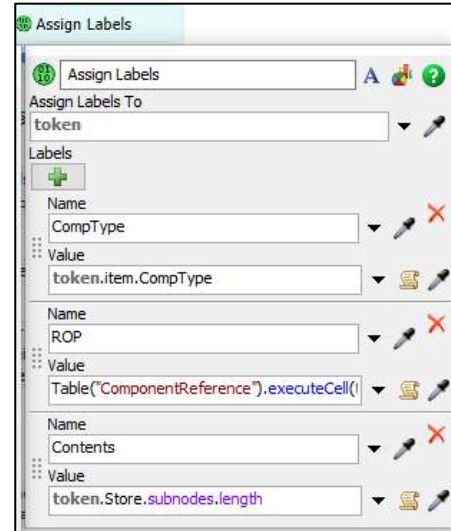 Assign Labels
Assign Labels
Assign Labels To
token
Labels
Name
CompType
Value
token.item.CompType
Name
ROP
Value
Table("ComponentReference").executeCell(
Name
Contents
Value
token.Store.subnodes.length